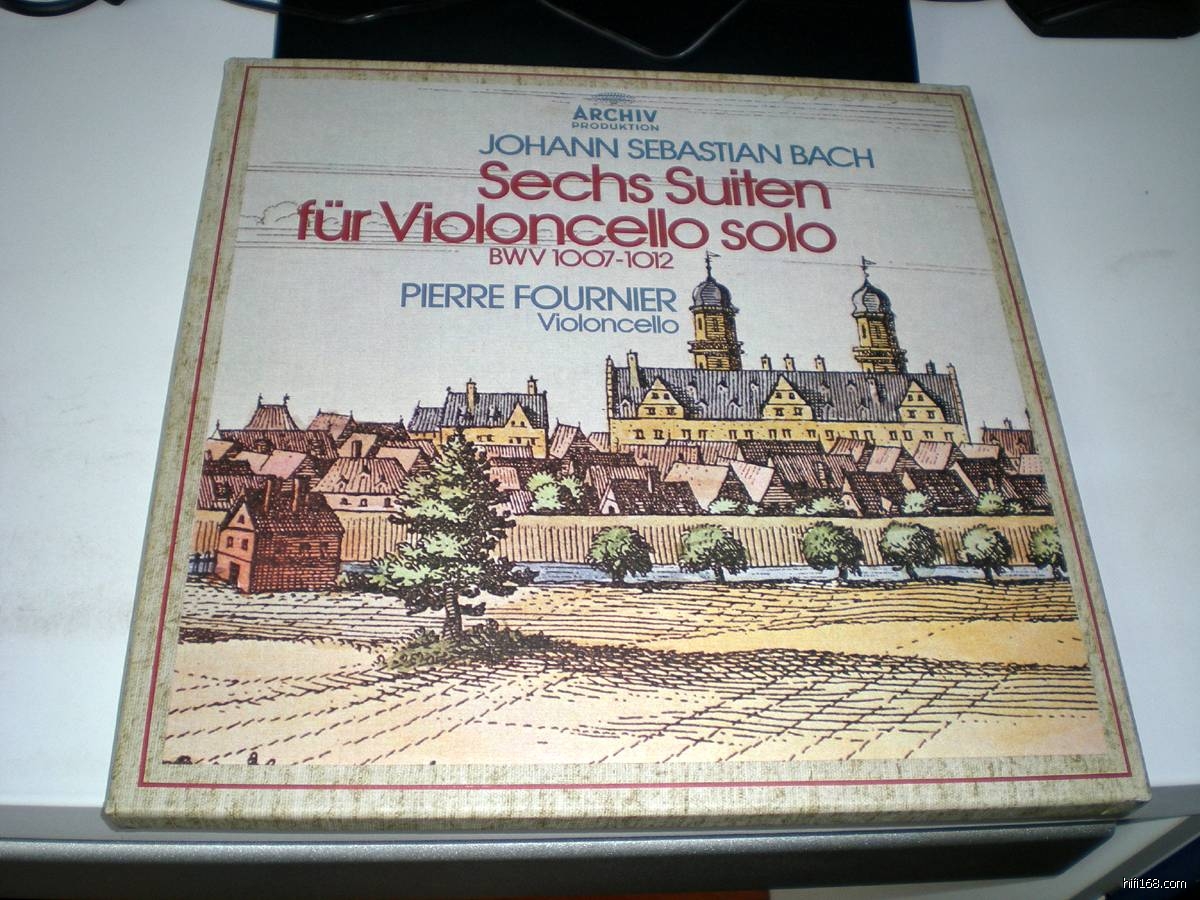 ARCHIV
PRODUKTION
JOHANN SEBASTIAN BACH
Sechs Suiten
für Violoncello solo
BWV 1007-1012
PIERRE FOURNIER
Violoncello
hifi168.com